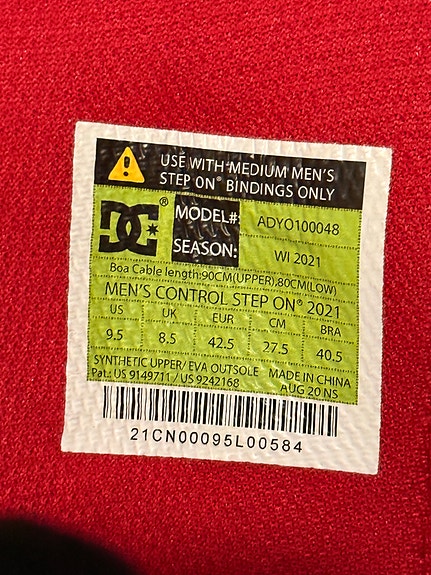 USE WITH MEDIUM MEN'S
STEP ON® BINDINGS ONLY
DC®
MODEL#: ADYO100048
SEASON: WI 2021
Boa Cable length:90CM(UPPER),80CM(LOW)
MEN'S CONTROL STEP ON® 2021
US UK EUR CM BRA
9.5 8.5 42.5 27.5 40.5
SYNTHETIC UPPER/ EVA OUTSOLE MADE IN CHINA
Pat.: US 9149711 / US 9242168 AUG 20 NS
21CN00095L00584